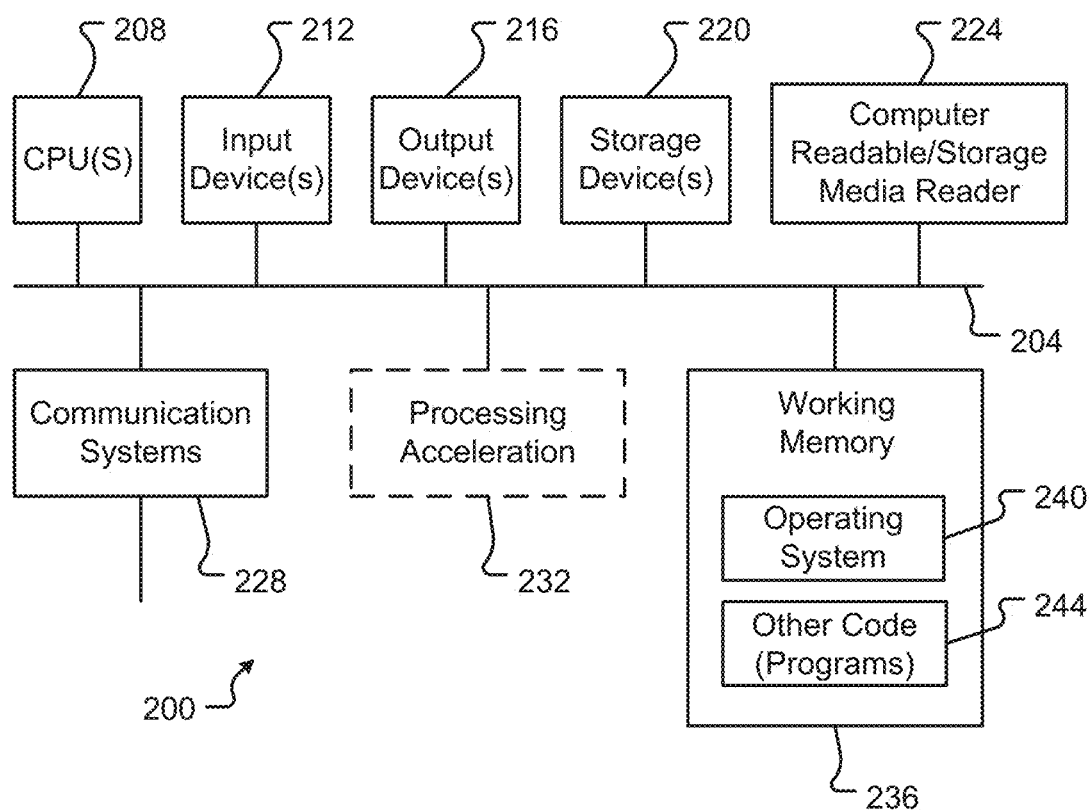 208
212
216
220
224
CPU(S)
Input
Device(s)
Output
Device(s)
Storage
Device(s)
Computer
Readable/Storage
Media Reader
204
Communication
Systems
228
Processing
Acceleration
232
Working
Memory
Operating
System
240
Other Code
(Programs)
244
236
200